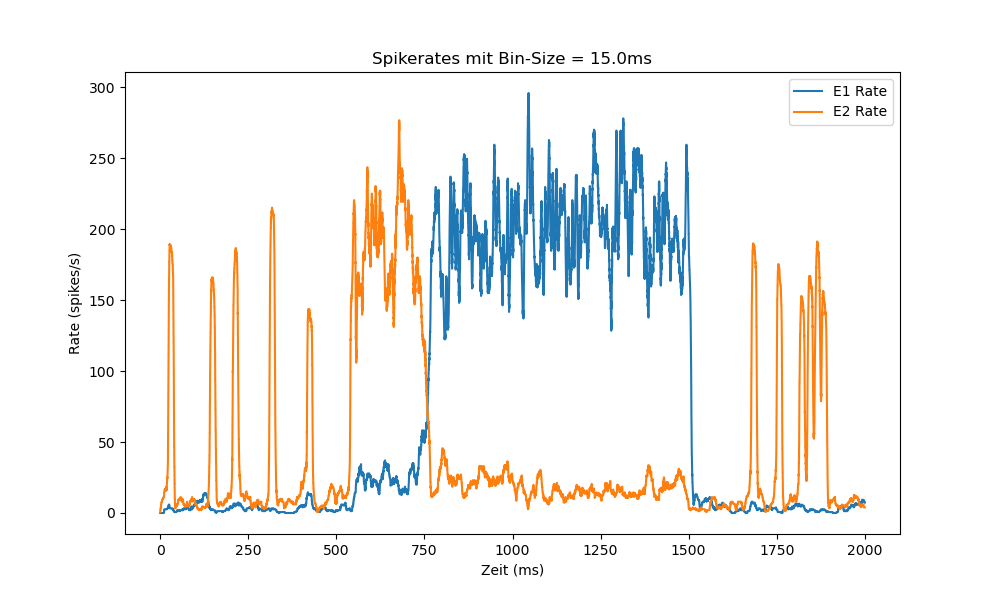 Spikerates mit Bin-Size = 15.0ms
E1 Rate
E2 Rate
300
250
200
150
100
50
0
Rate (spikes/s)
0 250 500 750 1000 1250 1500 1750 2000
Zeit (ms)